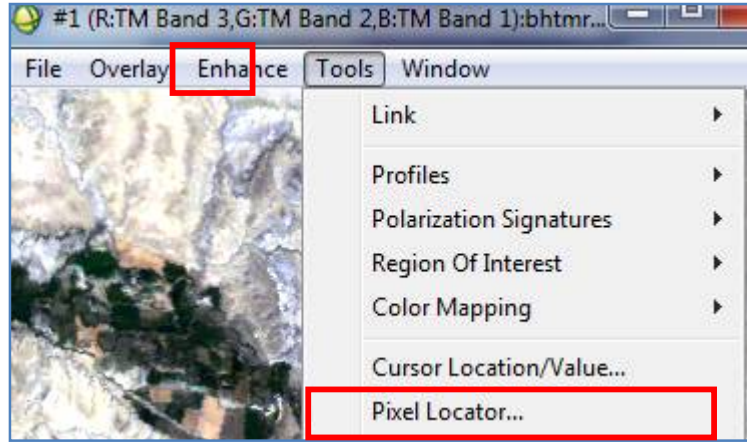 #1 (R:TM Band 3,G:TM Band 2,B:TM Band 1):bhtmr...
File Overlay Enhance Tools Window
Link
Profiles
Polarization Signatures
Region Of Interest
Color Mapping
Cursor Location/Value...
Pixel Locator...